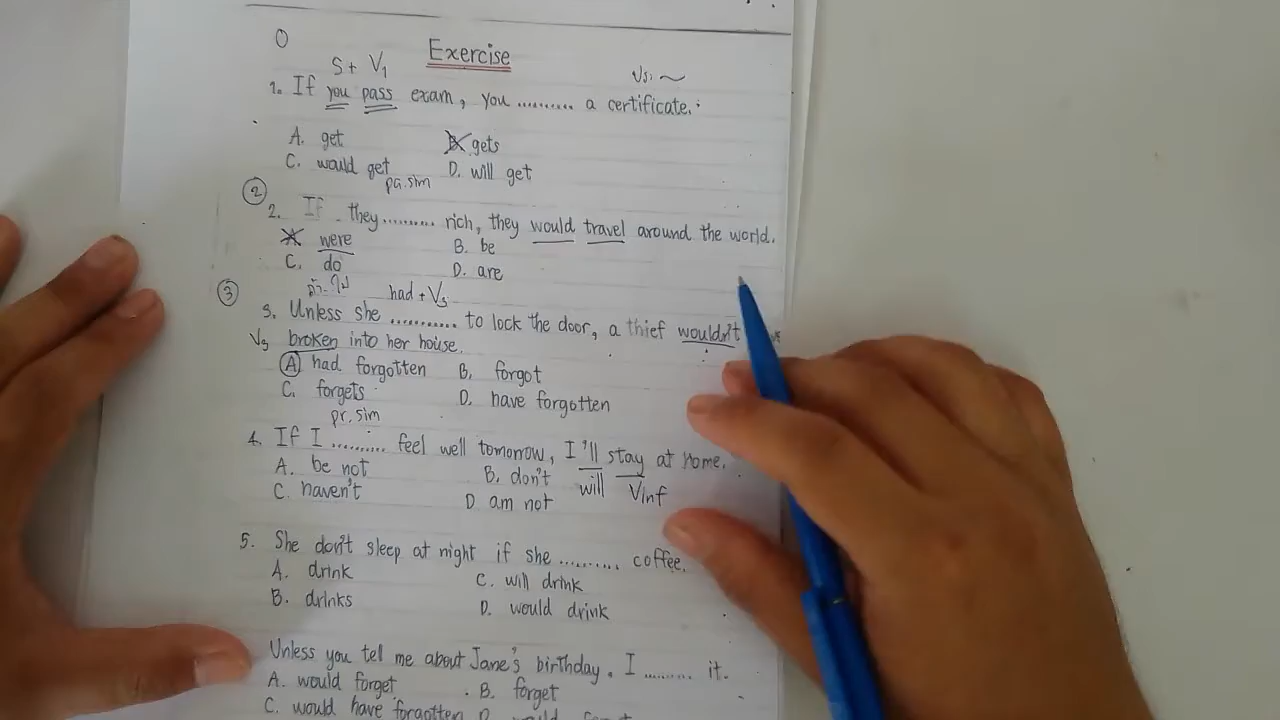 0
Exercise
S+ V1
V5:~
1. If you pass exam, you .......... a certificate.
A. get B. gets
C. would get D. will get
pa.sim
2
2. If they ......... rich, they would travel around the world.
A. were B. be
C. do D. are
had + V3
3
3. Unless she ........... to lock the door, a thief wouldn't
V3 broken into her house.
A had forgotten B. forgot
C. forgets D. have forgotten
pr.sim
4. If I .......... feel well tomorrow, I'll stay at home.
will Vinf
A. be not B. don't
C. haven't D am not
5. She don't sleep at night if she .......... coffee.
A. drink C. will drink
B. drinks D. would drink
Unless you tell me about Jane's birthday, I ......... it.
A. would forget B. forget
C. would have forgotten D.